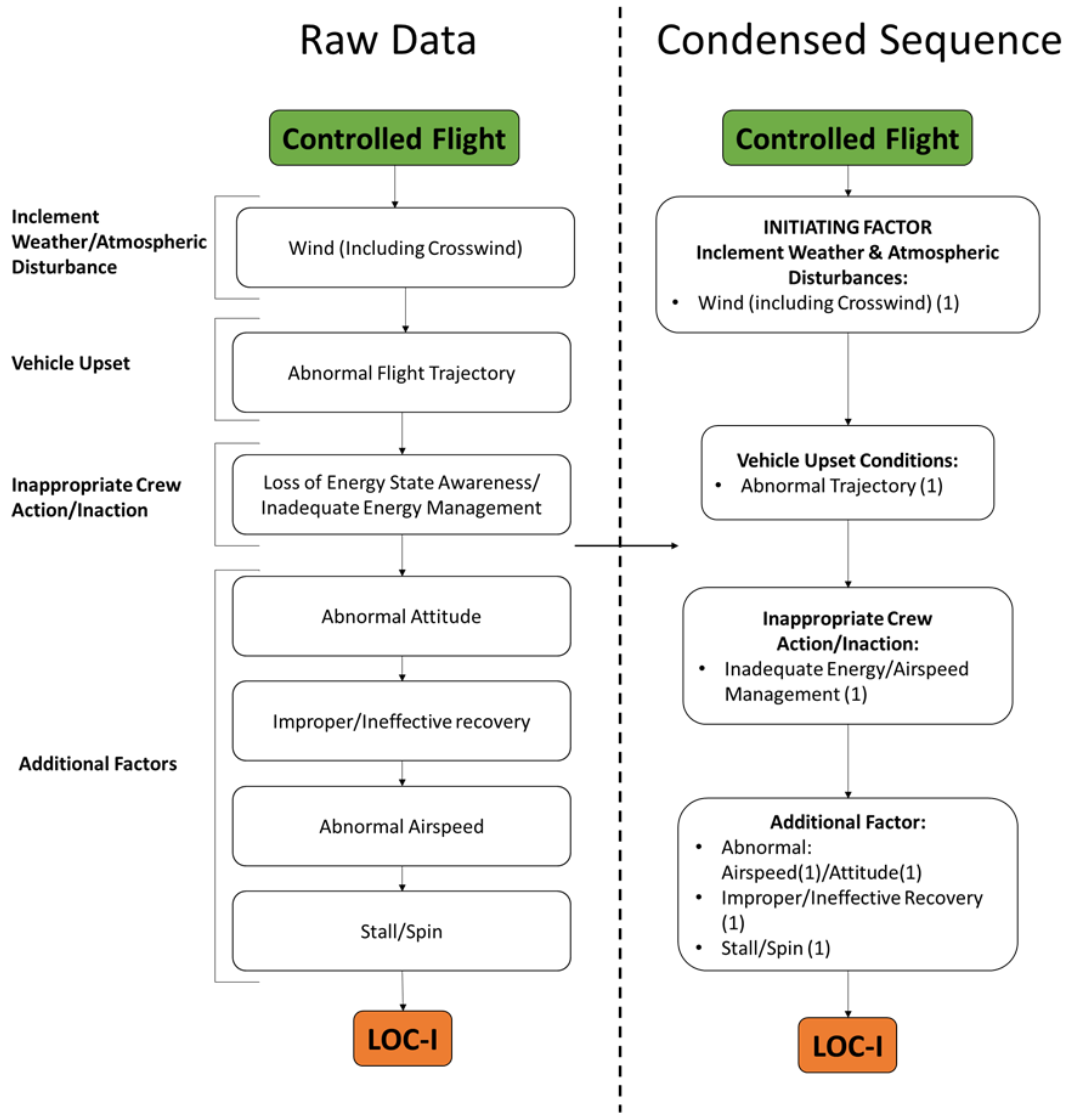 Raw Data
Controlled Flight
Inclement
Weather/Atmospheric
Disturbance
Wind (Including Crosswind)
Vehicle Upset
Abnormal Flight Trajectory
Inappropriate Crew
Action/Inaction
Loss of Energy State Awareness/
Inadequate Energy Management
Additional Factors
Abnormal Attitude
Improper/Ineffective recovery
Abnormal Airspeed
Stall/Spin
LOC-I
Condensed Sequence
Controlled Flight
INITIATING FACTOR
Inclement Weather & Atmospheric
Disturbances:
• Wind (including Crosswind) (1)
Vehicle Upset Conditions:
• Abnormal Trajectory (1)
Inappropriate Crew
Action/Inaction:
• Inadequate Energy/Airspeed
Management (1)
Additional Factor:
• Abnormal:
Airspeed(1)/Attitude(1)
• Improper/Ineffective Recovery
(1)
• Stall/Spin (1)
LOC-I